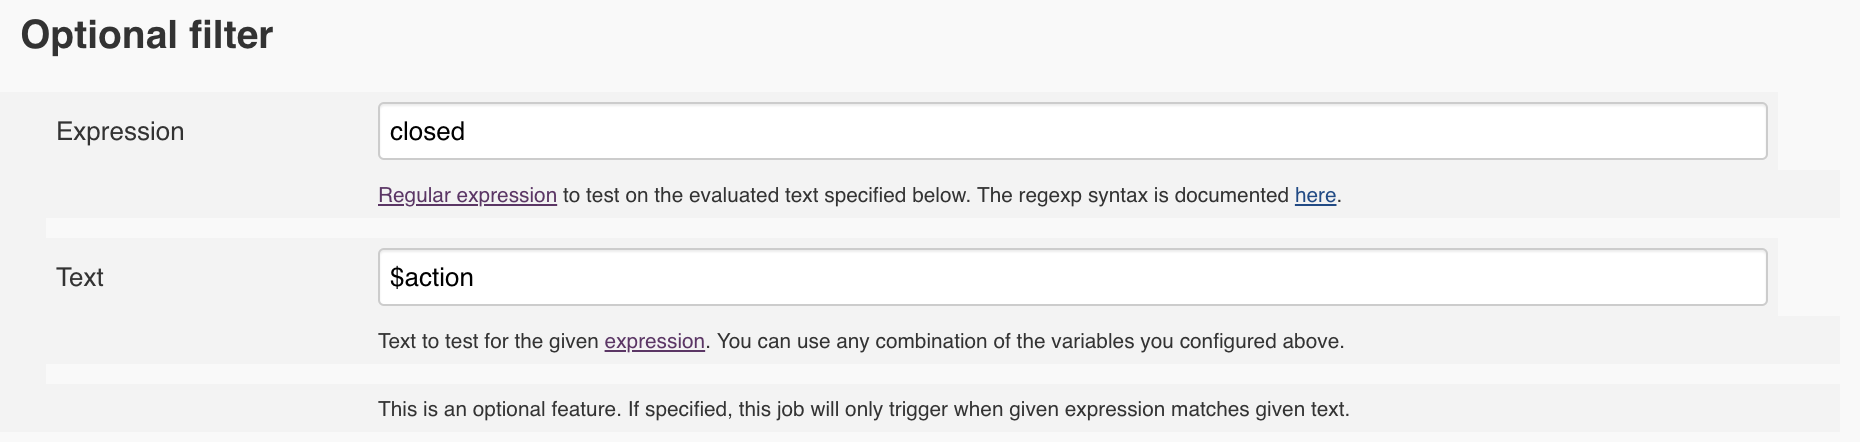 Optional filter
Expression
closed
Regular expression to test on the evaluated text specified below. The regexp syntax is documented here.
Text
$action
Text to test for the given expression. You can use any combination of the variables you configured above.
This is an optional feature. If specified, this job will only trigger when given expression matches given text.